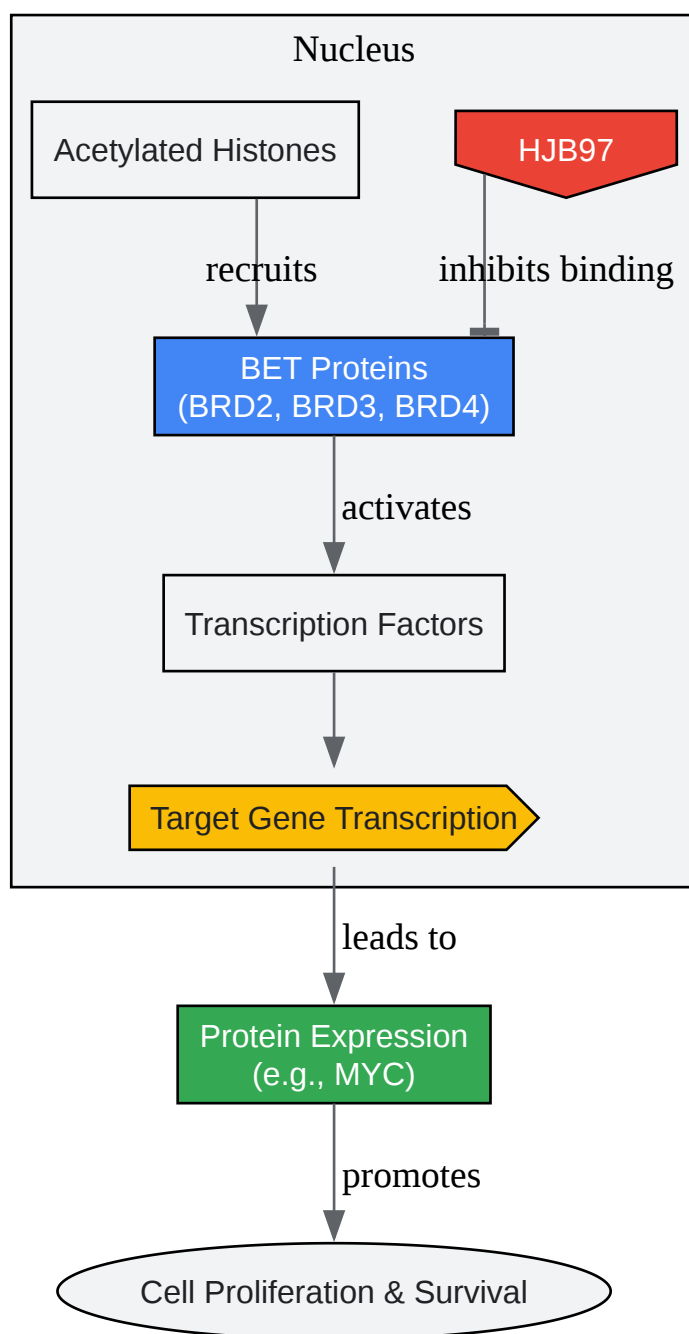 Nucleus
Acetylated Histones
HJB97
recruits
inhibits binding
BET Proteins
(BRD2, BRD3, BRD4)
activates
Transcription Factors
Target Gene Transcription
leads to
Protein Expression
(e.g., MYC)
promotes
Cell Proliferation & Survival